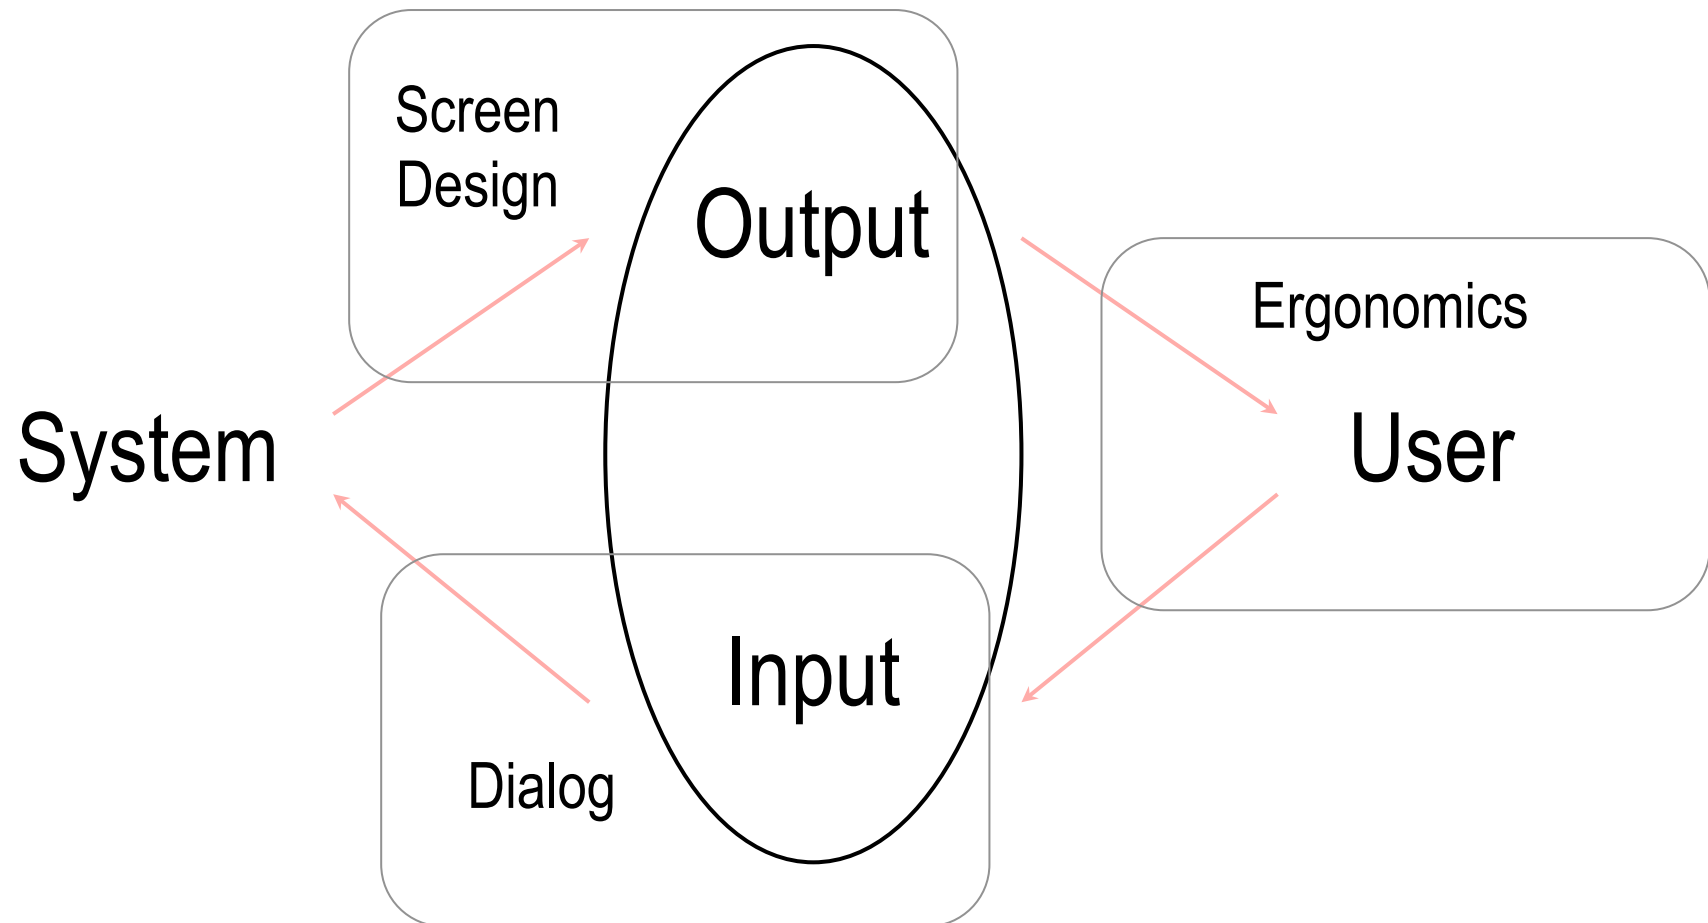 Screen
Design
Output
Ergonomics
System
User
Input
Dialog